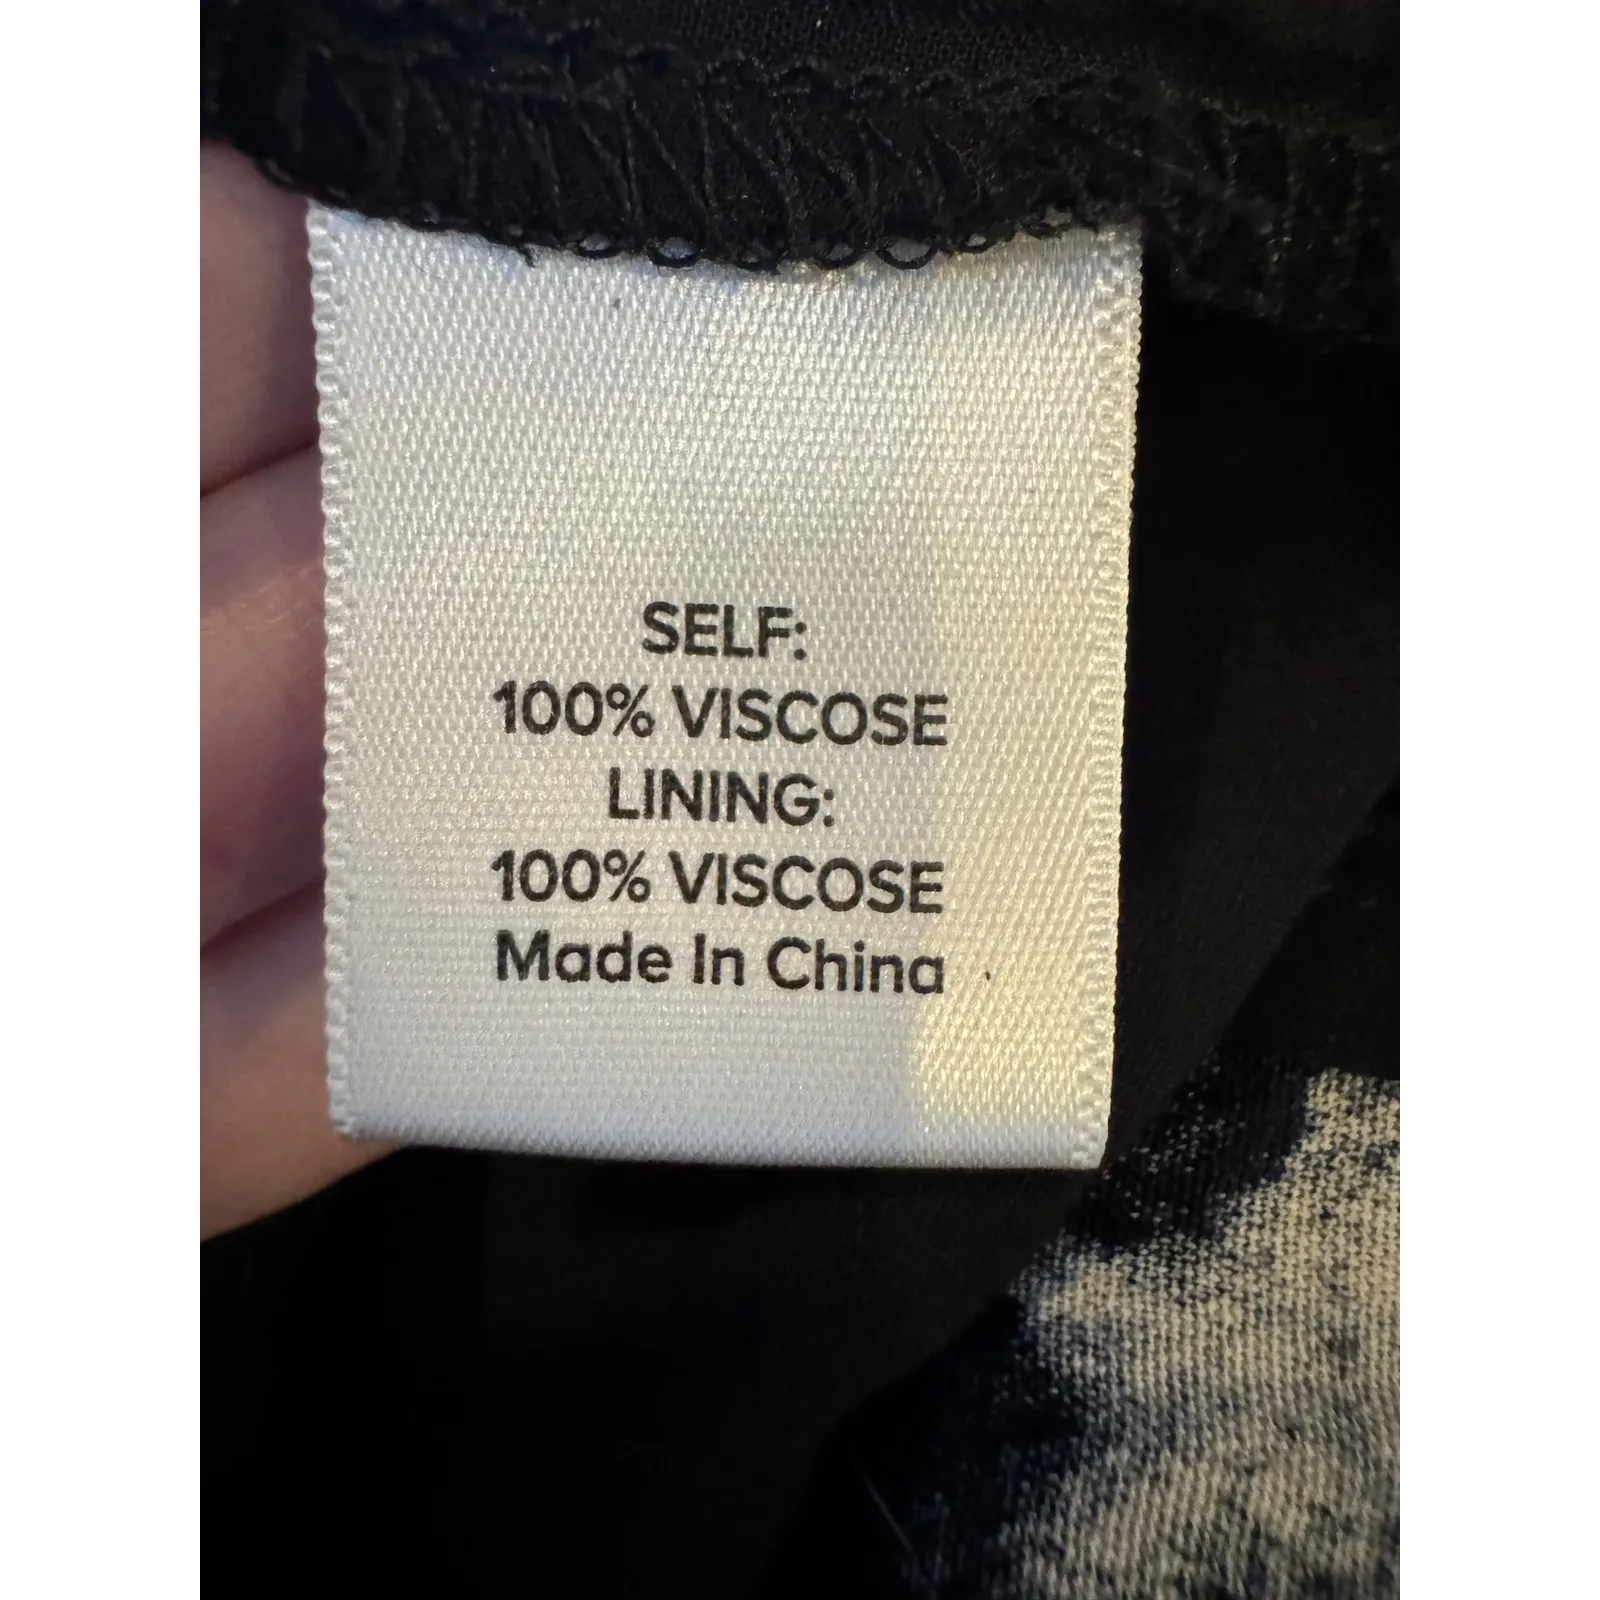 SELF:
100% VISCOSE
LINING:
100% VISCOSE
Made In China